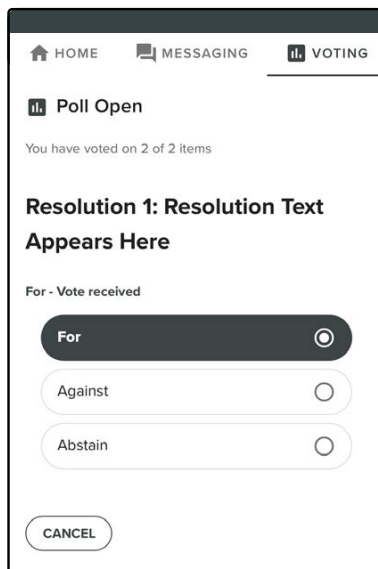 HOME MESSAGING VOTING
Poll Open
You have voted on 2 of 2 items
Resolution 1: Resolution Text
Appears Here
For - Vote received
For
Against
Abstain
CANCEL